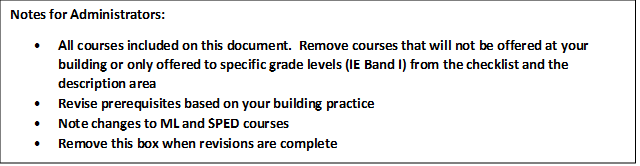 Notes for Administrators:
• All courses included on this document.  Remove courses that will not be offered at your
building or only offered to specific grade levels (IE Band I) from the checklist and the
description area
• Revise prerequisites based on your building practice
• Note changes to ML and SPED courses
• Remove this box when revisions are complete